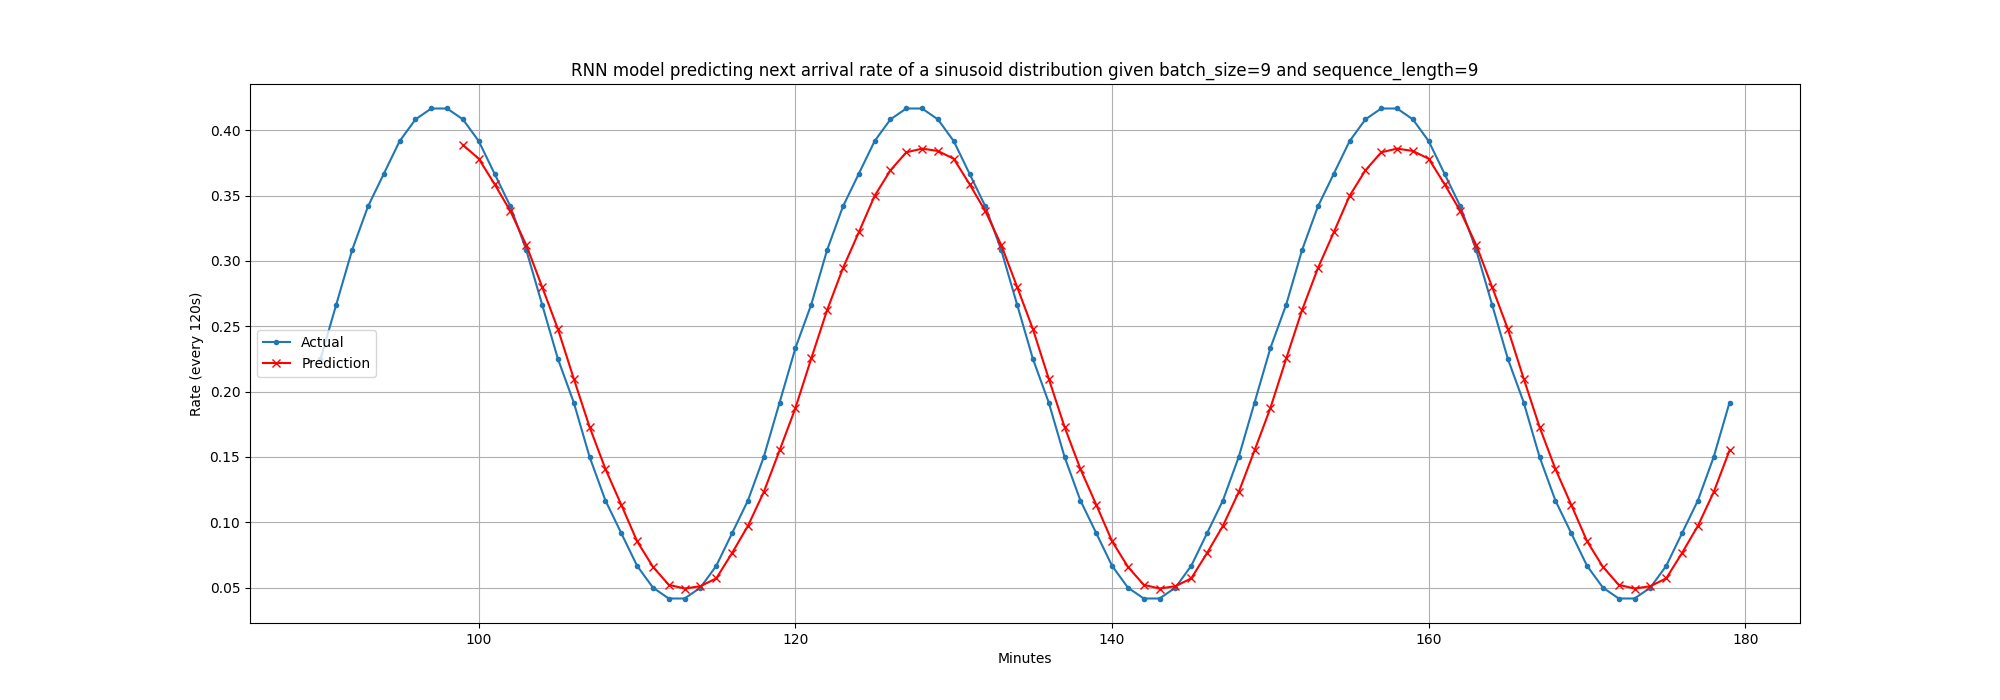 RNN model predicting next arrival rate of a sinusoid distribution given batch_size=9 and sequence_length=9
0.40
0.35
0.30
0.25
0.20
0.15
0.10
0.05
Rate (every 120s)
Actual
Prediction
100
120
140
160
180
Minutes